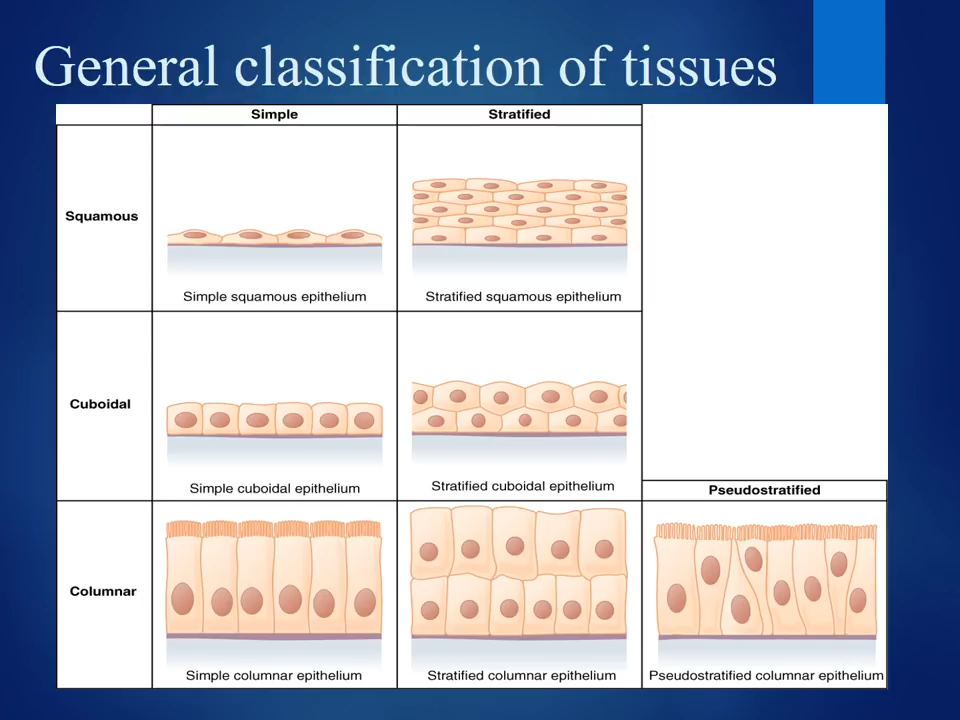 General classification of tissues
Simple
Stratified
Squamous
Simple squamous epithelium
Stratified squamous epithelium
Cuboidal
Simple cuboidal epithelium
Stratified cuboidal epithelium
Pseudostratified
Columnar
Simple columnar epithelium
Stratified columnar epithelium
Pseudostratified columnar epithelium